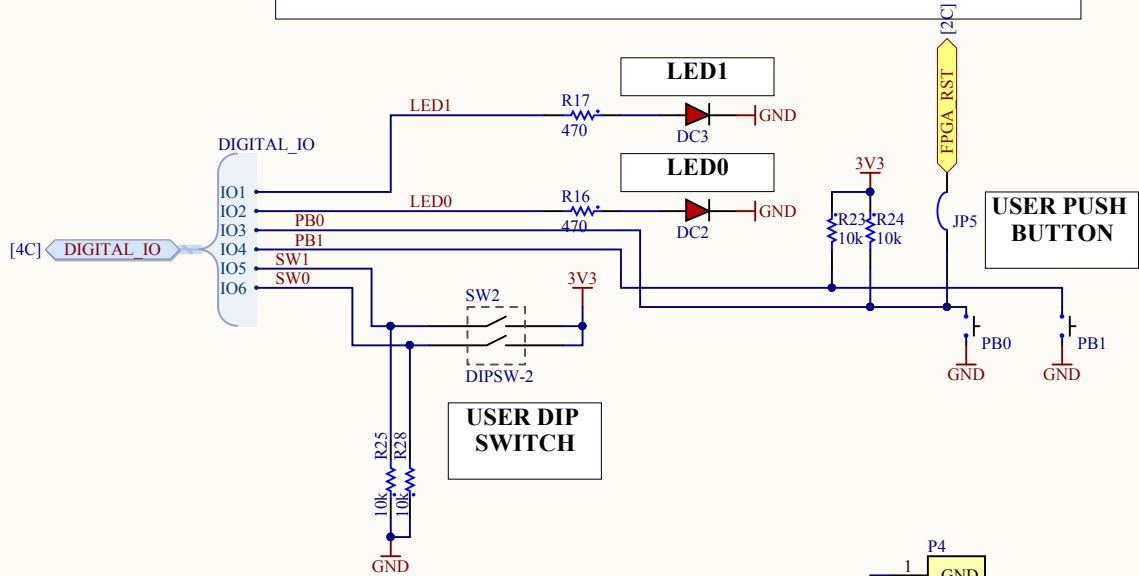 [2C]
FPGA_RST
LED1
LED1
R17
470
DC3
GND
DIGITAL_IO
LED0
3V3
IO1
LED0
R16
470
DC2
GND
R23
10k
R24
10k
JP5
USER PUSH
BUTTON
IO2
IO3
PB0
IO4
PB1
IO5
SW1
IO6
SW0
[4C]
DIGITAL_IO
3V3
SW2
DIPSW-2
PB0
GND
PB1
GND
USER DIP
SWITCH
R25
10k
R28
10k
GND
P4
1
GND